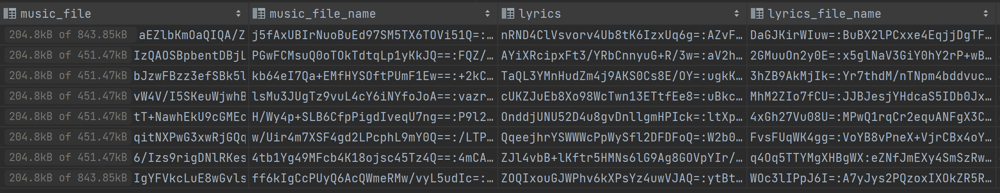 music_file music_file_name lyrics lyrics_file_name
204.8kB of 843.85kB aEZlbKmOaQIQA/Z j5fAxUBIrNuoBuEd97SM5TX6TOVi51Q=:… nRND4ClVsvorv4Ub8tK6IzxUq6g=:AZvF… DaGJKirWIuw=:BuBX2lPCxxe4EqjjDgTF…
204.8kB of 451.47kB IzQAOSBpbentDBjL PGwFCMsuQ0oTOkTdtqLp1yKkJQ==:FQZ/… AYiXRcipxFt3/YRbCnnyuG+R/3w=:aV2h… 2GMuuOn2y0E=:x5glNaV3GiY0hY2rP+wB…
204.8kB of 451.47kB bJzwFBzz3efSBk5l kb64eI7Qa+EMfHYSOftPUmF1Ew==:+2kC… TaQL3YMnHudZm4j9AKS0Cs8E/OY=:ugkK… 3hZB9AkMjIk=:Yr7thdM/nTNpm4bddvuc…
204.8kB of 451.47kB vW4V/I5SKeuWjwhB lsMu3JUgTz9vuL4cY6iNYfoJoA==:vazr… cUKZJuEb8Xo98WcTwn13ETtfEe8=:uBkc… MhM2ZIo7fCU=:JJBJesjYHdcaS5IDb0Jx…
204.8kB of 451.47kB tT+NawhEkU9cGMEc H/Wy4p+SLB6CfpPigdIveqU7ng==:P9l2… OnddjUNU52D4u8gvDnllgmHPIck=:ltXp… 4xGh27Vu08U=:MPwQ1rqCr2equANFgX3C…
204.8kB of 451.47kB qitNXPwG3xwRjGQq w/Uir4m7XSF4gd2LPcphL9mY0Q==:/LTP… QqeejhrYSWWWcPpWySfl2DFDFoQ=:W2b0… FvsFUqWK4gg=:VoYB8vPneX+VjrCBx4oY…
204.8kB of 451.47kB 6/Izs9rigDNlRKes 4tb1Yg49MFcb4K18ojsc45Tz4Q==:4mCA… ZJl4vbB+lKftr5HMNs6lG9Ag8GOVpYIr/… q4Oq5TTYMgXHBgWX:eZNfJmEXy4SmSzRw…
204.8kB of 843.85kB IgYFVkcLuE8wGvls ff6kIgCcPUyQ6AcQWmeRMw/vyL5udIc=:… ZOQIxouGJWPhv6kXPsYz4uwVJAQ=:ytBt… WOc3lIPpJ6I=:A7yJys2PQzoxIXOkZR5R…